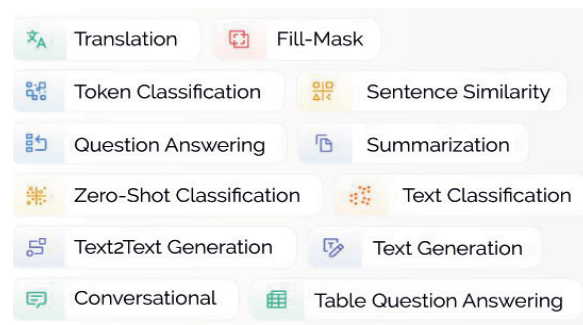 Translation
Fill-Mask
Token Classification
Sentence Similarity
Question Answering
Summarization
Zero-Shot Classification
Text Classification
Text2Text Generation
Text Generation
Conversational
Table Question Answering